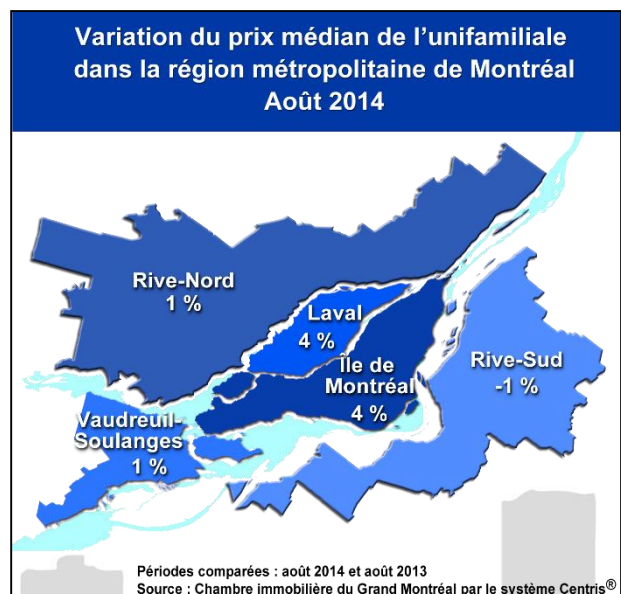 Variation du prix médian de l'unifamiliale
dans la région métropolitaine de Montréal
Août 2014
Rive-Nord
1 %
Laval
4 %
Île de
Montréal
4 %
Rive-Sud
-1 %
Vaudreuil-
Soulanges
1 %
Périodes comparées : août 2014 et août 2013
Source : Chambre immobilière du Grand Montréal par le système Centris®